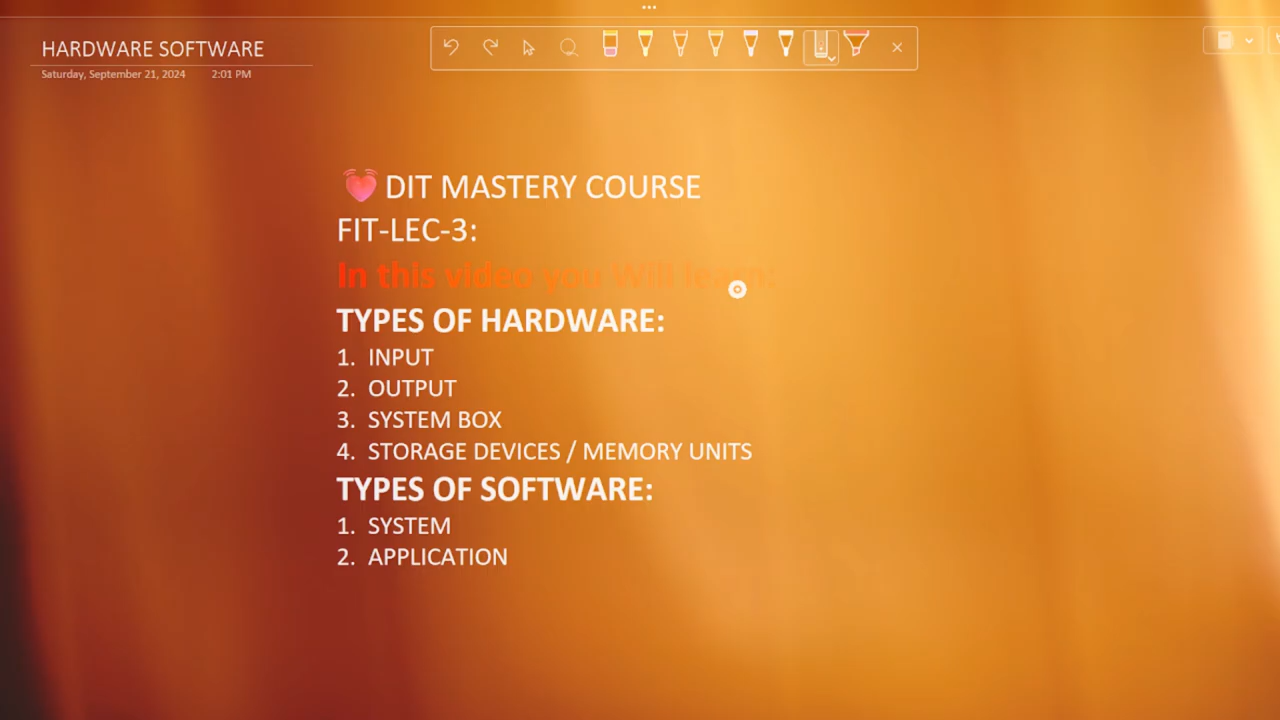 HARDWARE SOFTWARE
Saturday, September 21, 2024 2:01 PM
💓 DIT MASTERY COURSE
FIT-LEC-3:
In this video you Will learn:
TYPES OF HARDWARE:
1. INPUT
2. OUTPUT
3. SYSTEM BOX
4. STORAGE DEVICES / MEMORY UNITS
TYPES OF SOFTWARE:
1. SYSTEM
2. APPLICATION